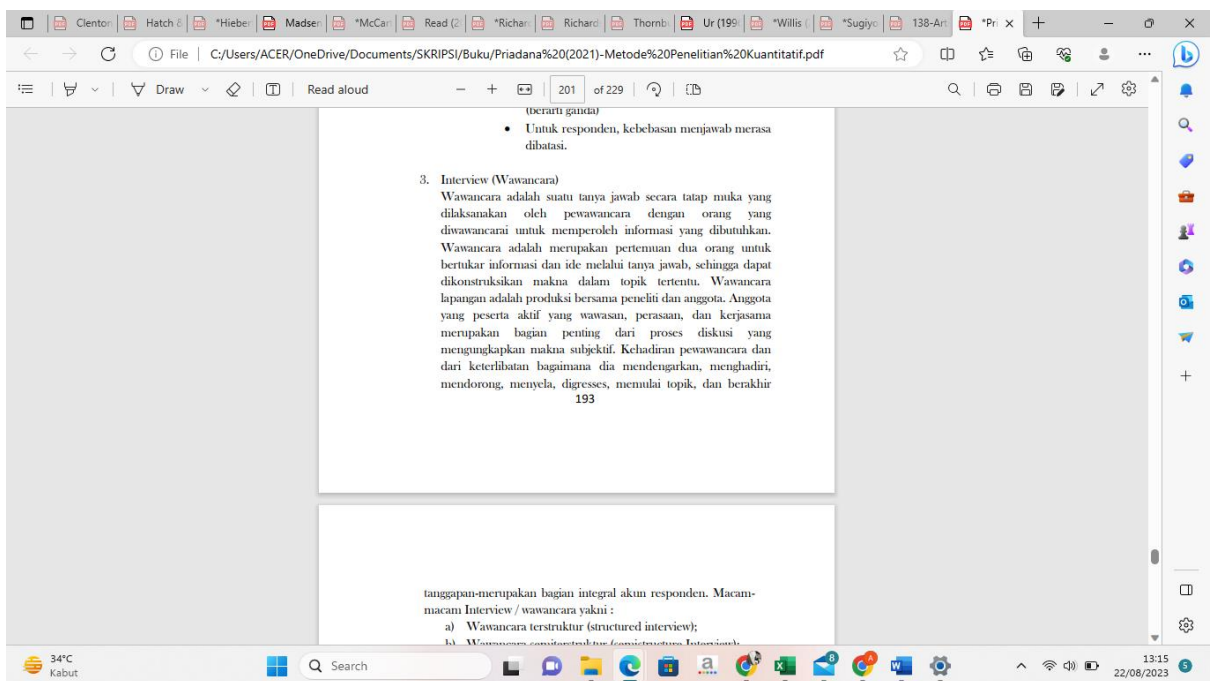 Clenton
Hatch &
*Hieber
Madsen
*McCar
Read (2
*Richar
Richard
Thornb
Ur (199
*Willis (
*Sugiyo
138-Art
*Pri
File
C:/Users/ACER/OneDrive/Documents/SKRIPSI/Buku/Priadana%20(2021)-Metode%20Penelitian%20Kuantitatif.pdf
Draw
Read aloud
201 of 229
(berarti ganda)
• Untuk responden, kebebasan menjawab merasa
dibatasi.
3. Interview (Wawancara)
Wawancara adalah suatu tanya jawab secara tatap muka yang
dilaksanakan oleh pewawancara dengan orang yang
diwawancarai untuk memperoleh informasi yang dibutuhkan.
Wawancara adalah merupakan pertemuan dua orang untuk
bertukar informasi dan ide melalui tanya jawab, sehingga dapat
dikonstruksikan makna dalam topik tertentu. Wawancara
lapangan adalah produksi bersama peneliti dan anggota. Anggota
yang peserta aktif yang wawasan, perasaan, dan kerjasama
merupakan bagian penting dari proses diskusi yang
mengungkapkan makna subjektif. Kehadiran pewawancara dan
dari keterlibatan bagaimana dia mendengarkan, menghadiri,
mendorong, menyela, digresses, memulai topik, dan berakhir
193
tanggapan-merupakan bagian integral akun responden. Macam-
macam Interview / wawancara yakni :
a) Wawancara terstruktur (structured interview);
b) Wawancara semiterstruktur (semistructure Interview);
34°C
Kabut
Search
13:15
22/08/2023